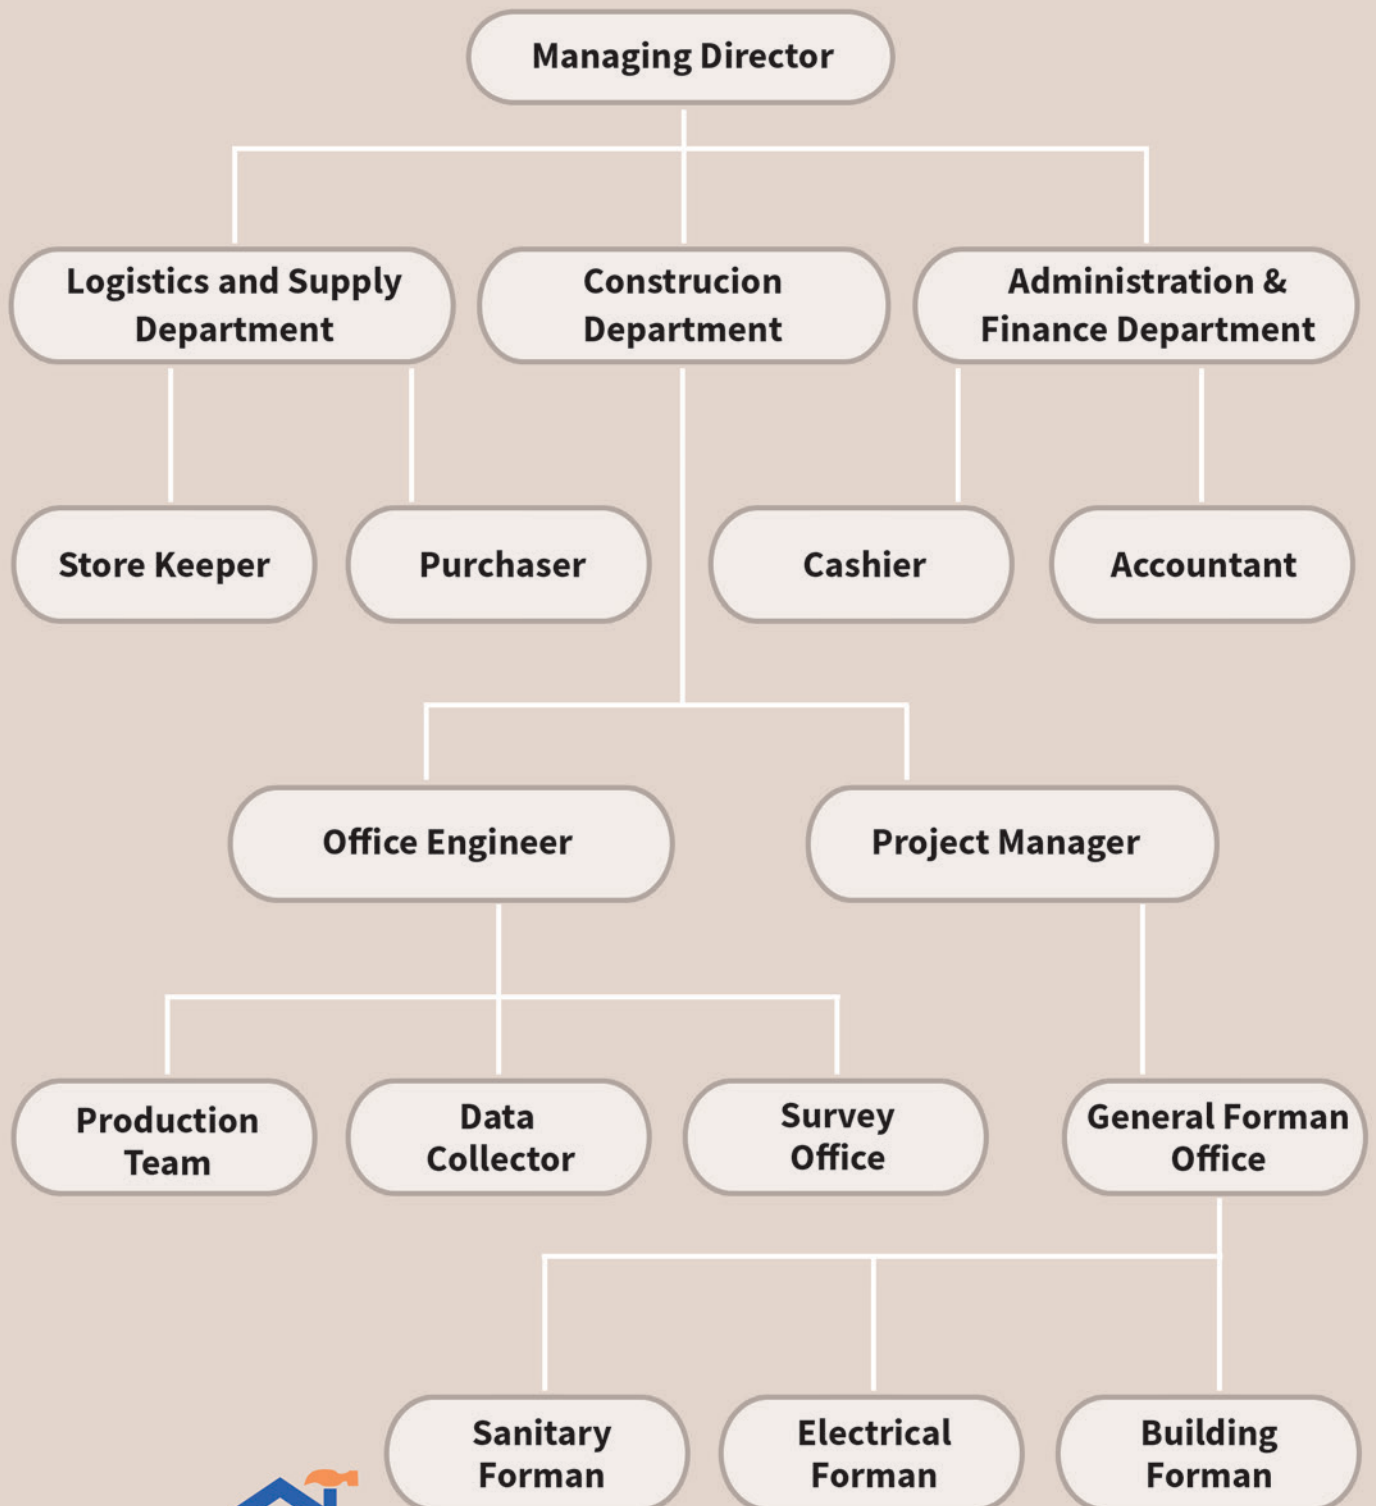 Managing Director
Logistics and Supply
Department
Construcion
Department
Administration &
Finance Department
Store Keeper
Purchaser
Cashier
Accountant
Office Engineer
Project Manager
Production
Team
Data
Collector
Survey
Office
General Forman
Office
Sanitary
Forman
Electrical
Forman
Building
Forman